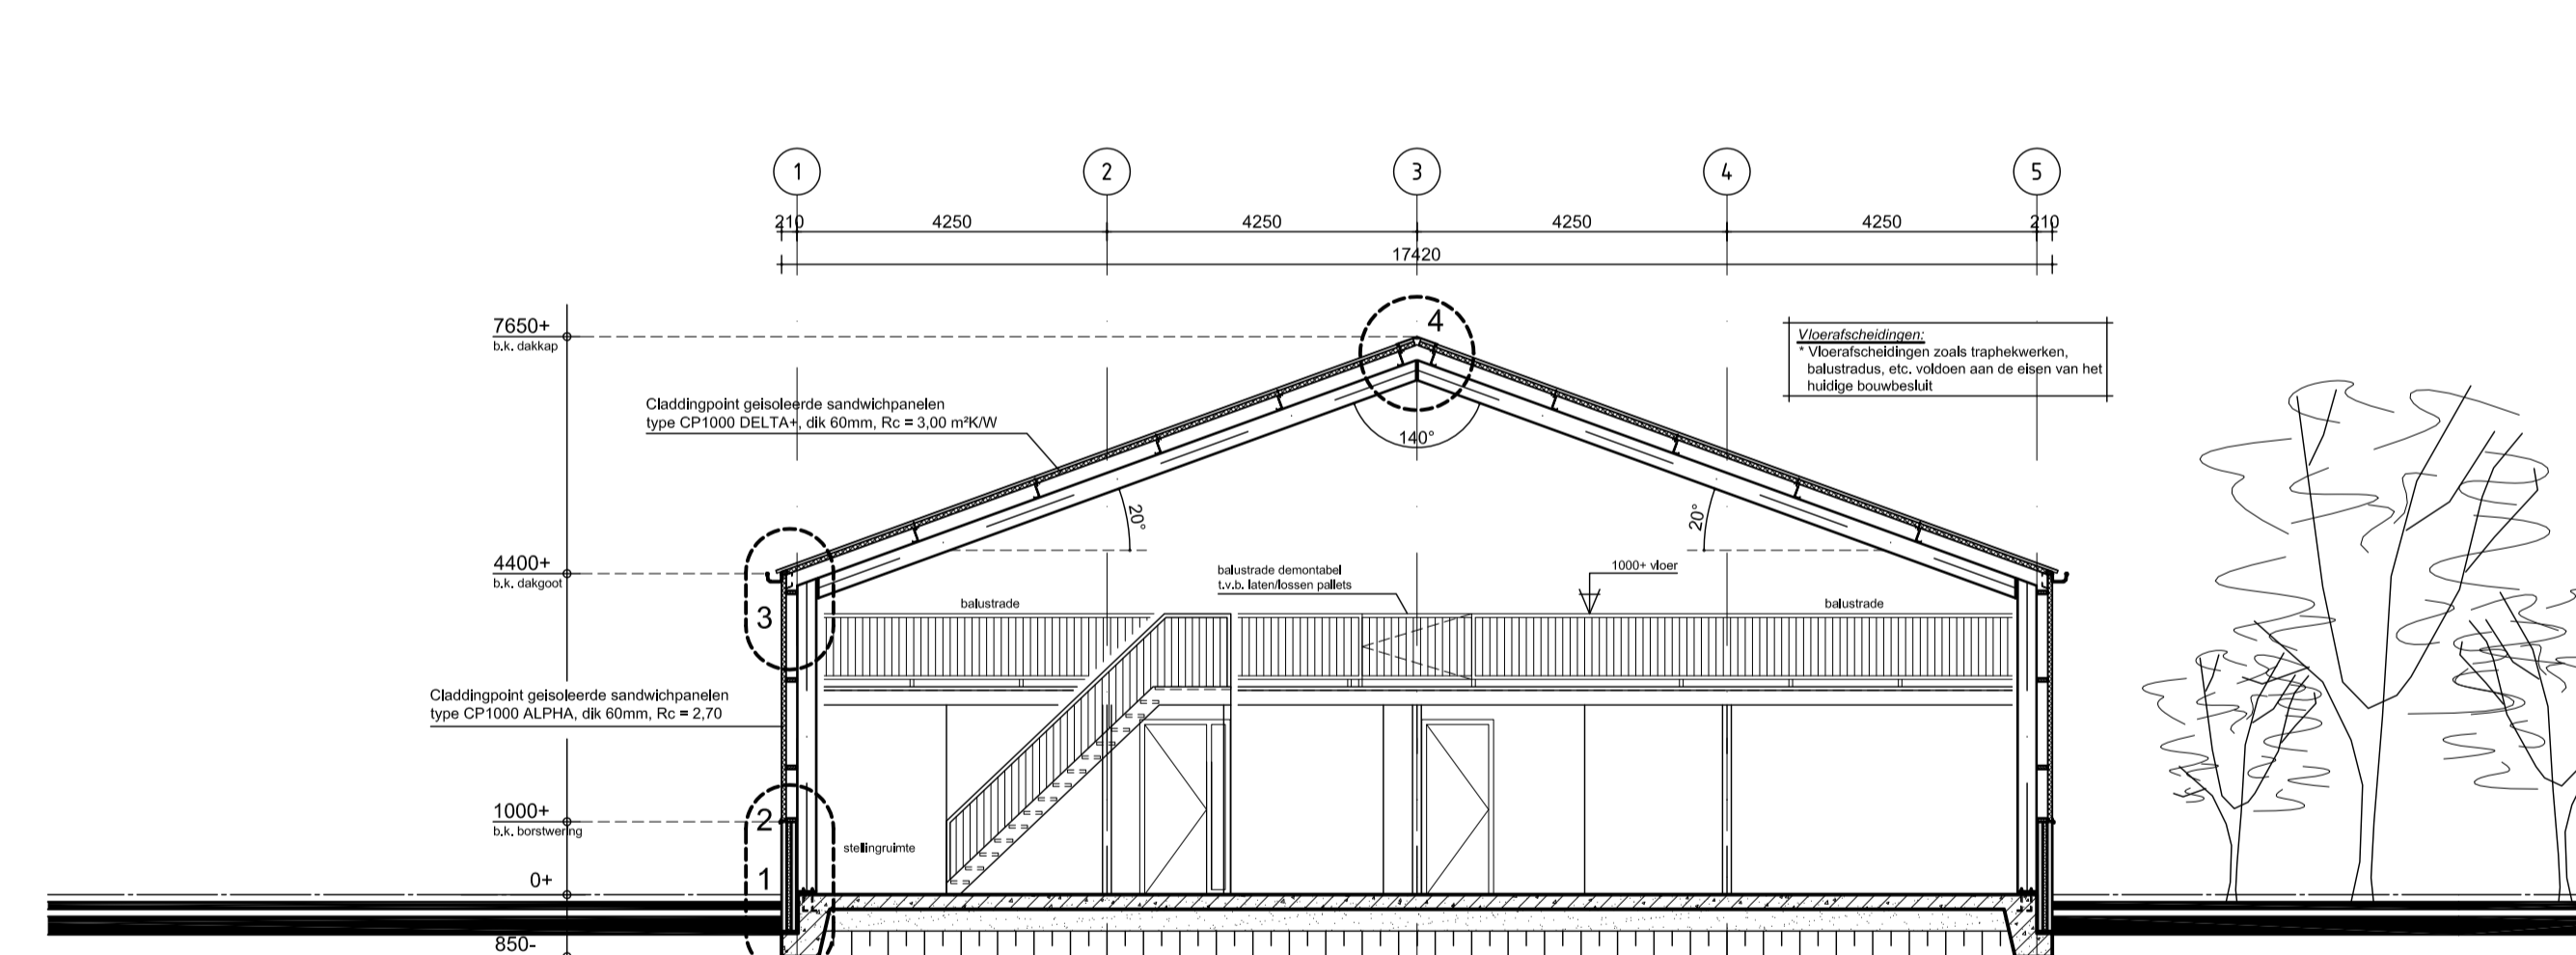 1 2 3 4 5
210 4250 4250 4250 4250 210
17420
7650+
b.k. dakkap
4
Vloerafscheidingen:
* Vloerafscheidingen zoals traphekwerken,
balustradus, etc. voldoen aan de eisen van het
huidige bouwbesluit
Claddingpoint geisoleerde sandwichpanelen
type CP1000 DELTA+, dik 60mm, Rc = 3,00 m²K/W
140°
20° 20°
4400+
b.k. dakgoot
balustrade demontabel
t.v.b. laten/lossen pallets
1000+ vloer
3
balustrade balustrade
Claddingpoint geisoleerde sandwichpanelen
type CP1000 ALPHA, dik 60mm, Rc = 2,70
1000+
b.k. borstwering
2
stellingruimte
0+
1
850-